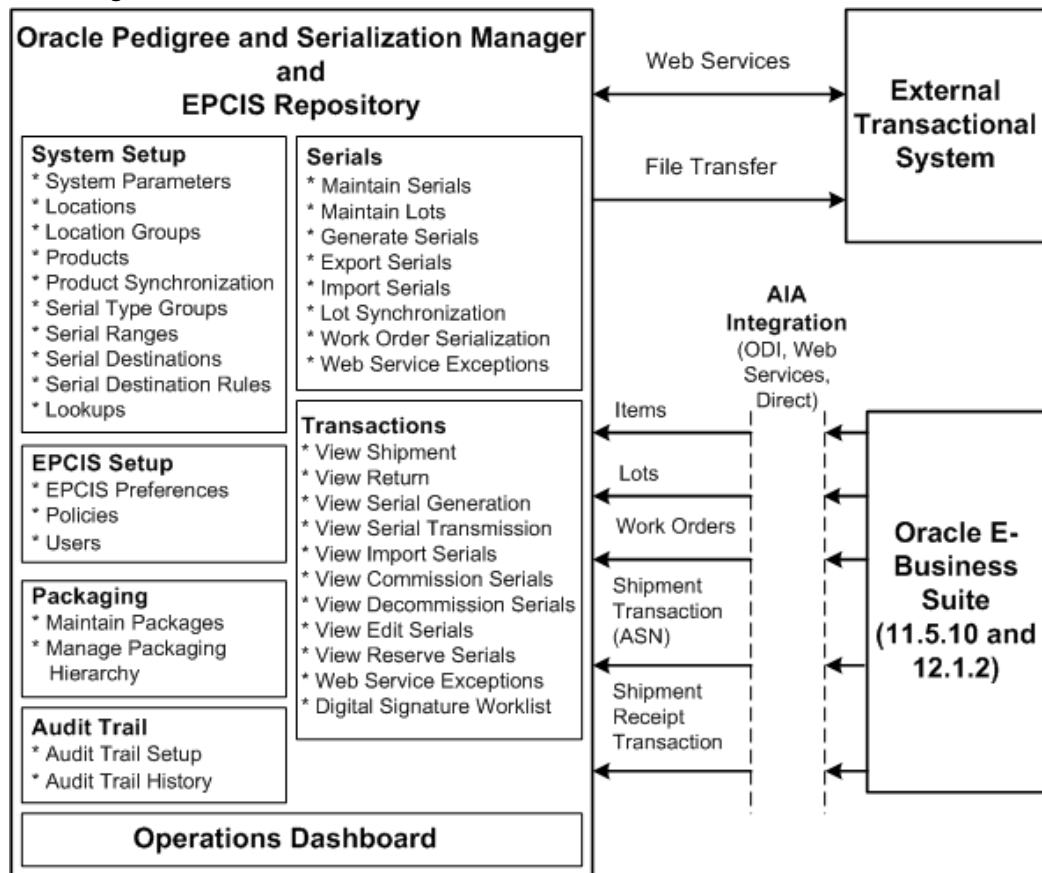 Oracle Pedigree and Serialization Manager
and
EPCIS Repository
System Setup
* System Parameters
* Locations
* Location Groups
* Products
* Product Synchronization
* Serial Type Groups
* Serial Ranges
* Serial Destinations
* Serial Destination Rules
* Lookups
EPCIS Setup
* EPCIS Preferences
* Policies
* Users
Packaging
* Maintain Packages
* Manage Packaging
Hierarchy
Audit Trail
* Audit Trail Setup
* Audit Trail History
Serials
* Maintain Serials
* Maintain Lots
* Generate Serials
* Export Serials
* Import Serials
* Lot Synchronization
* Work Order Serialization
* Web Service Exceptions
Transactions
* View Shipment
* View Return
* View Serial Generation
* View Serial Transmission
* View Import Serials
* View Commission Serials
* View Decommission Serials
* View Edit Serials
* View Reserve Serials
* Web Service Exceptions
* Digital Signature Worklist
Operations Dashboard
Web Services
File Transfer
External
Transactional
System
AIA
Integration
(ODI, Web
Services,
Direct)
Items
Lots
Work Orders
Shipment
Transaction
(ASN)
Shipment
Receipt
Transaction
Oracle E-
Business
Suite
(11.5.10 and
12.1.2)